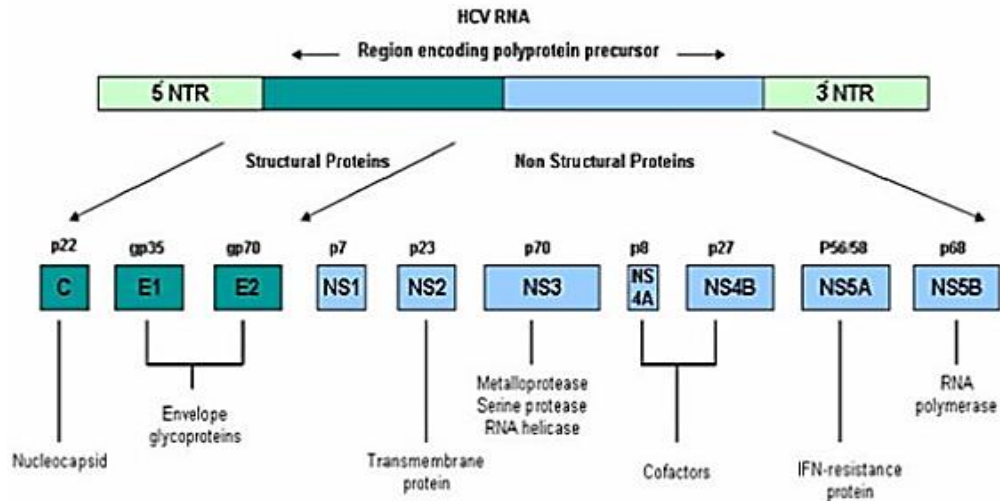 HCV RNA
Region encoding polyprotein precursor
5' NTR
3' NTR
Structural Proteins
Non Structural Proteins
p22 gp35 gp70 p7 p23 p70 p8 p27 P56/58 p68
C E1 E2 NS1 NS2 NS3 NS 4A NS4B NS5A NS5B
Envelope
glycoproteins
Metalloprotease
Serine protease
RNA helicase
RNA
polymerase
Nucleocapsid
Transmembrane
protein
Cofactors
IFN-resistance
protein